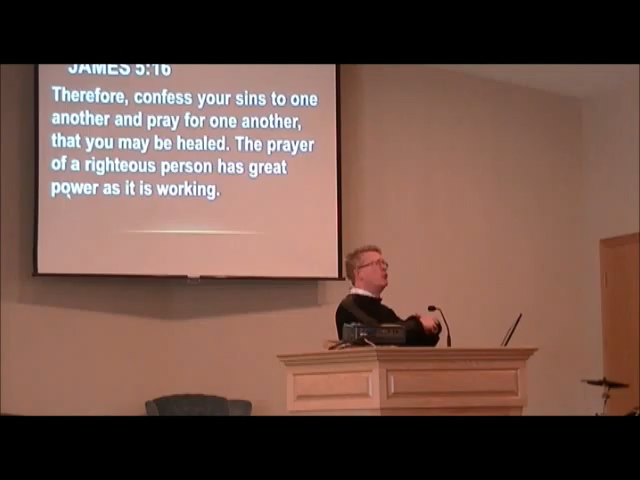 JAMES 5:16
Therefore, confess your sins to one
another and pray for one another,
that you may be healed. The prayer
of a righteous person has great
power as it is working.